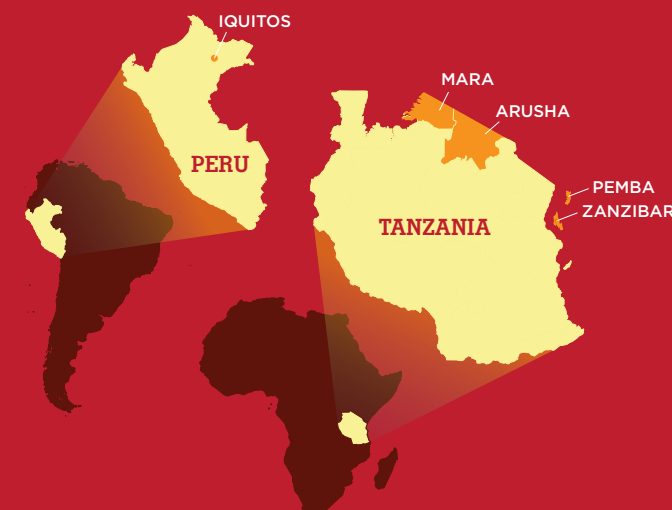 IQUITOS
PERU
MARA
ARUSHA
PEMBA
ZANZIBAR
TANZANIA